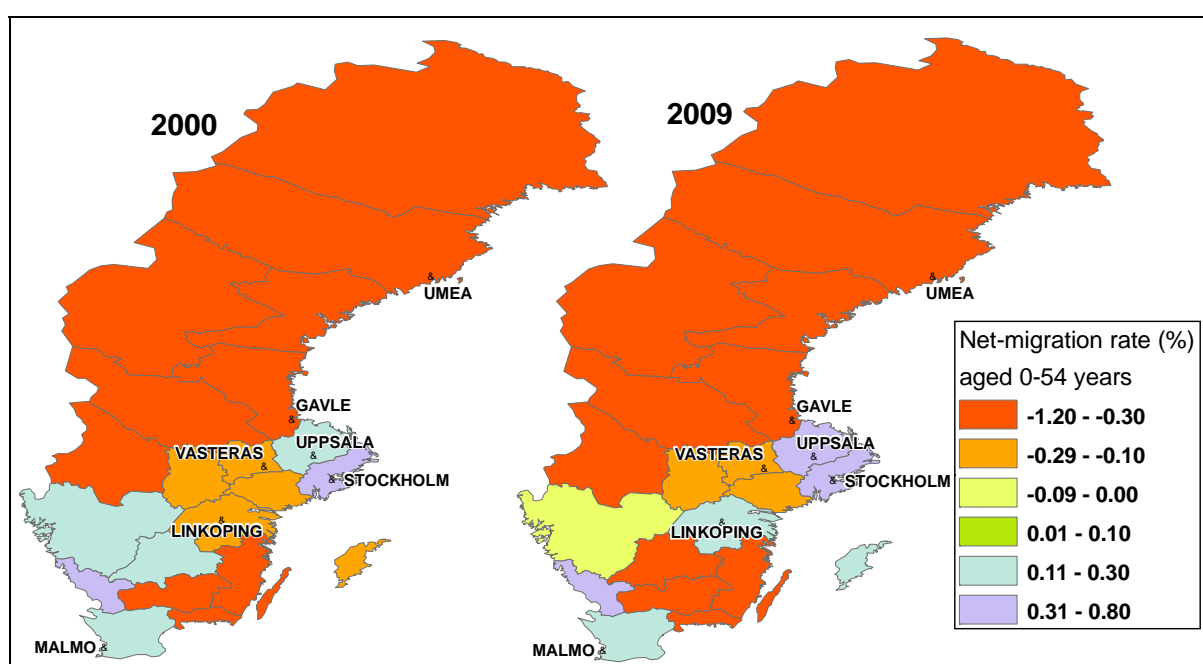 2000
UMEA
GAVLE
UPPSALA
VASTERAS
STOCKHOLM
LINKOPING
MALMO
2009
UMEA
GAVLE
UPPSALA
VASTERAS
STOCKHOLM
LINKOPING
MALMO
Net-migration rate (%)
aged 0-54 years
-1.20 - -0.30
-0.29 - -0.10
-0.09 - 0.00
0.01 - 0.10
0.11 - 0.30
0.31 - 0.80